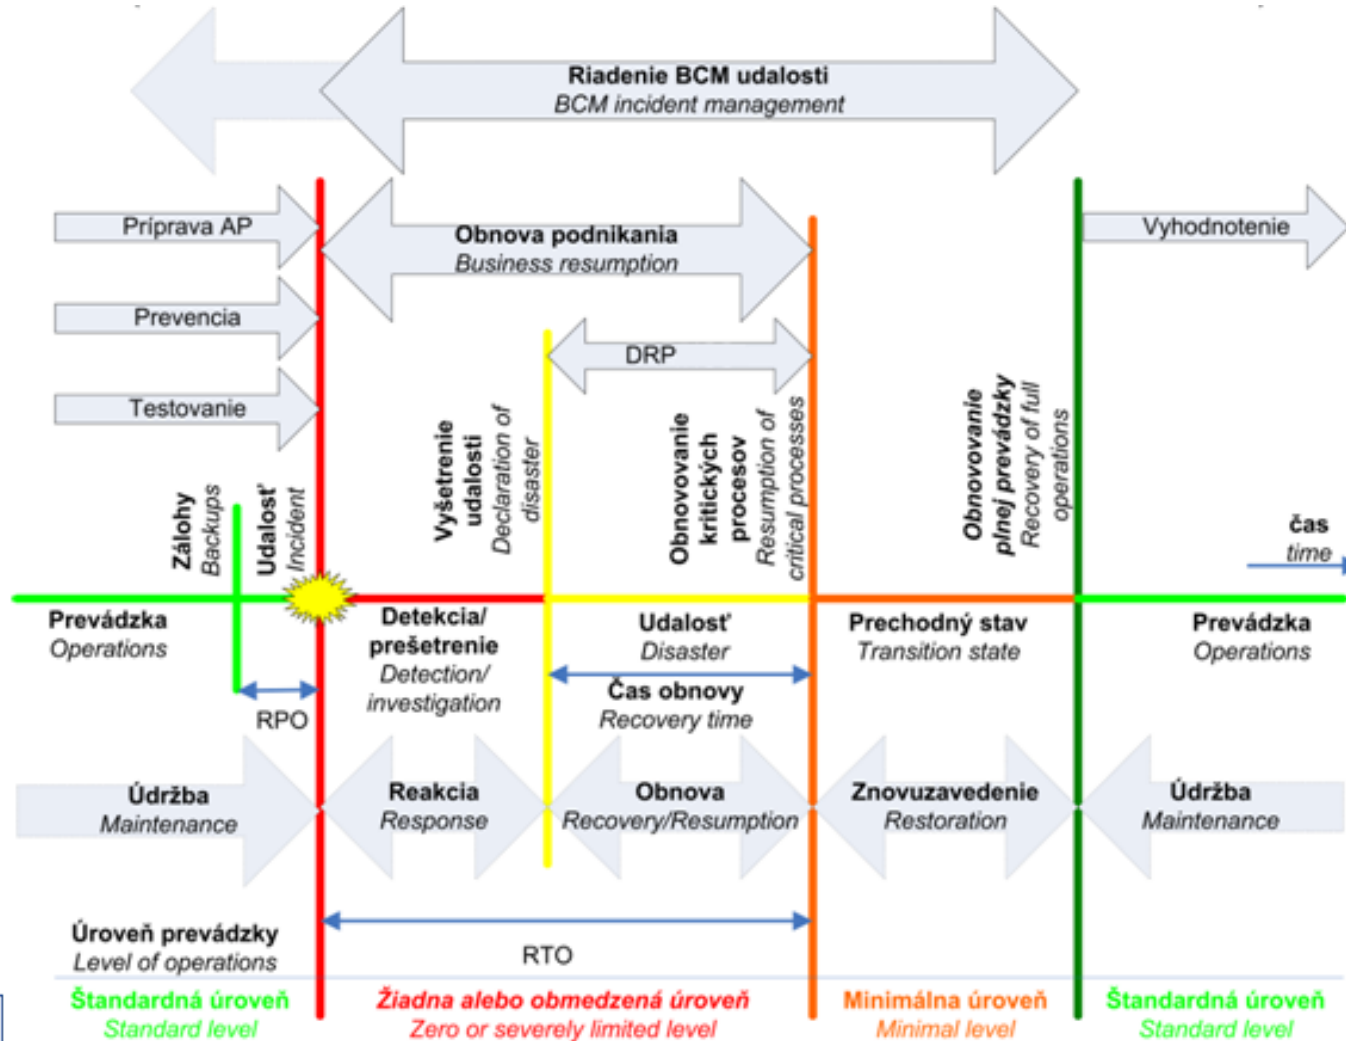 Riadenie BCM udalosti
BCM incident management
Príprava AP
Obnova podnikania
Business resumption
Vyhodnotenie
Prevencia
DRP
Testovanie
Zálohy
Backups
Udalosť
Incident
Vyšetrenie
udalosti
Declaration of
disaster
Obnovovanie
kritických
procesov
Resumption of
critical processes
Obnovovanie
plnej prevádzky
Recovery of full
operations
čas
time
Prevádzka
Operations
Detekcia/
prešetrenie
Detection/
investigation
Udalosť
Disaster
Prechodný stav
Transition state
Prevádzka
Operations
RPO
Čas obnovy
Recovery time
Údržba
Maintenance
Reakcia
Response
Obnova
Recovery/Resumption
Znovuzavedenie
Restoration
Údržba
Maintenance
Úroveň prevádzky
Level of operations
RTO
Štandardná úroveň
Standard level
Žiadna alebo obmedzená úroveň
Zero or severely limited level
Minimálna úroveň
Minimal level
Štandardná úroveň
Standard level